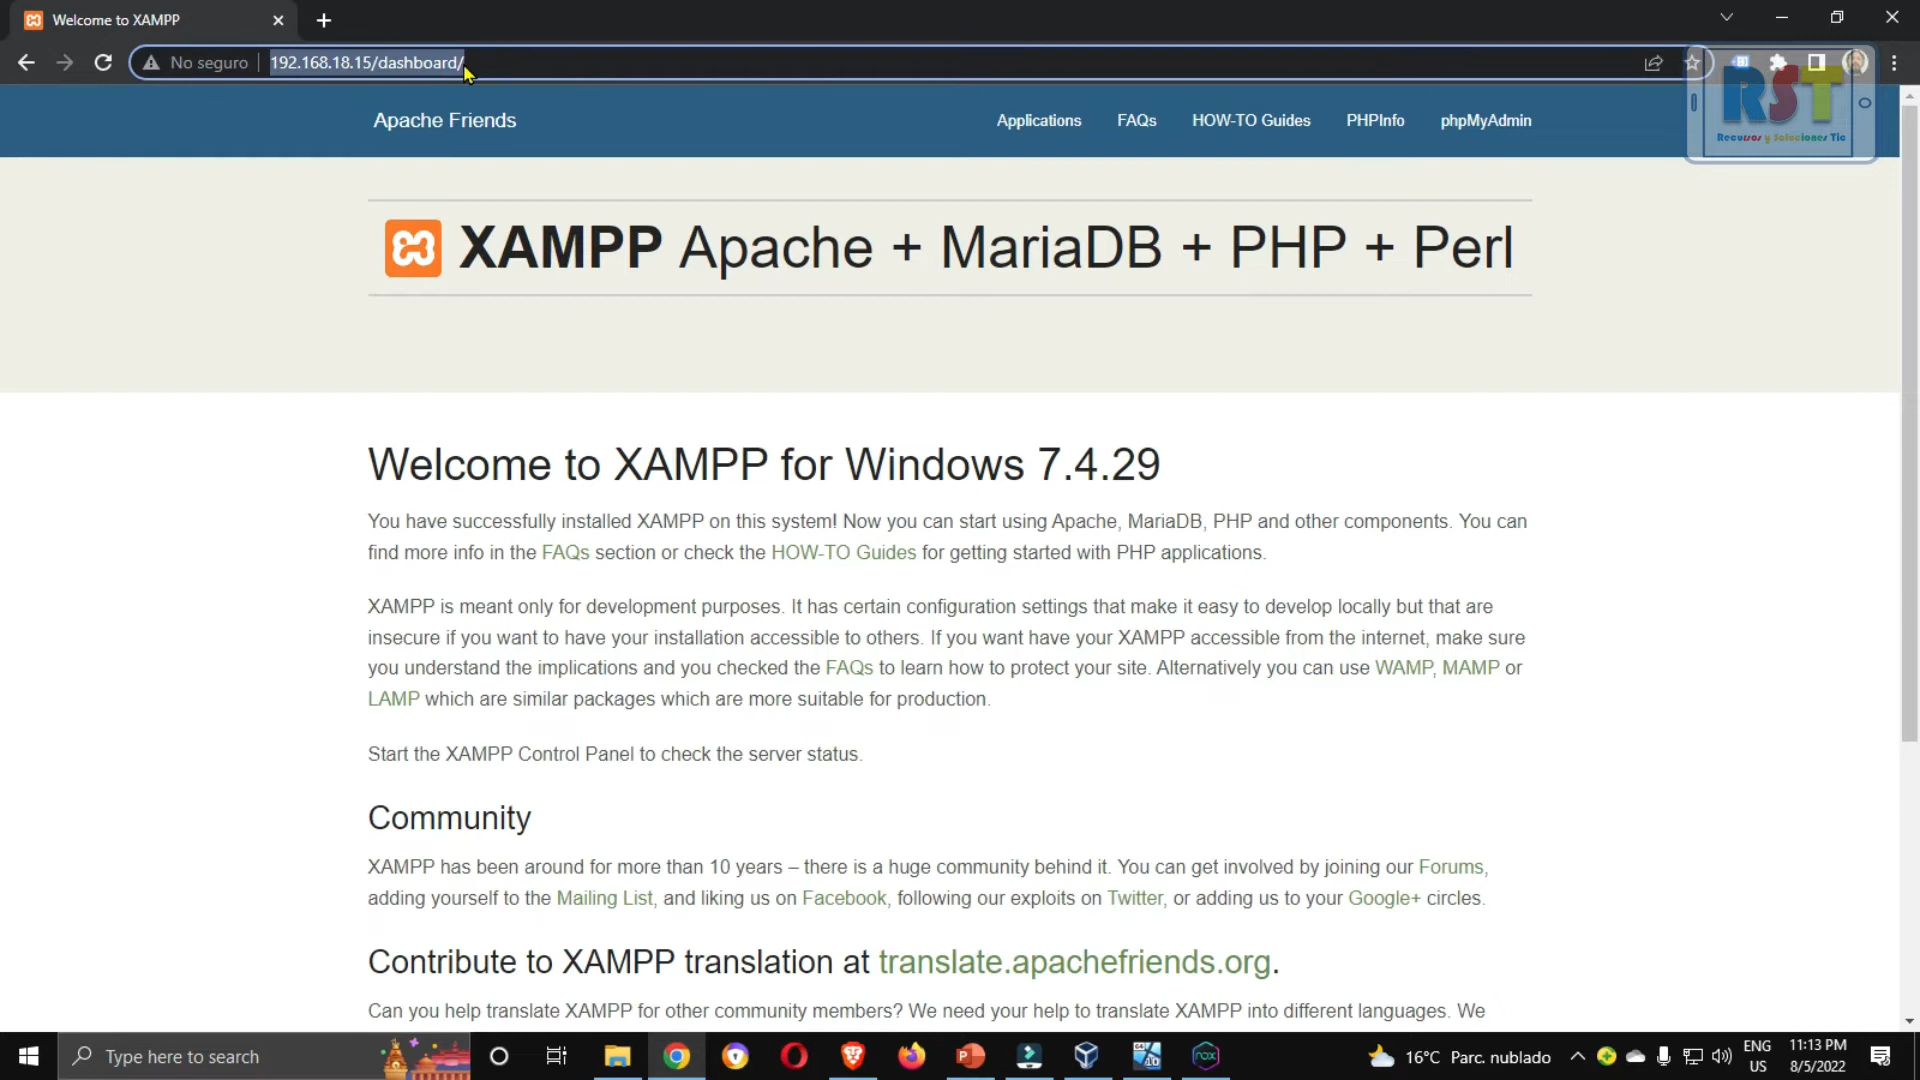 Welcome to XAMPP
No seguro
192.168.18.15/dashboard/
RST
Recursos y Soluciones Tic
Apache Friends
Applications
FAQs
HOW-TO Guides
PHPInfo
phpMyAdmin
XAMPP Apache + MariaDB + PHP + Perl
Welcome to XAMPP for Windows 7.4.29
You have successfully installed XAMPP on this system! Now you can start using Apache, MariaDB, PHP and other components. You can
find more info in the FAQs section or check the HOW-TO Guides for getting started with PHP applications.
XAMPP is meant only for development purposes. It has certain configuration settings that make it easy to develop locally but that are
insecure if you want to have your installation accessible to others. If you want have your XAMPP accessible from the internet, make sure
you understand the implications and you checked the FAQs to learn how to protect your site. Alternatively you can use WAMP, MAMP or
LAMP which are similar packages which are more suitable for production.
Start the XAMPP Control Panel to check the server status.
Community
XAMPP has been around for more than 10 years – there is a huge community behind it. You can get involved by joining our Forums,
adding yourself to the Mailing List, and liking us on Facebook, following our exploits on Twitter, or adding us to your Google+ circles.
Contribute to XAMPP translation at translate.apachefriends.org.
Can you help translate XAMPP for other community members? We need your help to translate XAMPP into different languages. We
Type here to search
16°C Parc. nublado
ENG
US
11:13 PM
8/5/2022